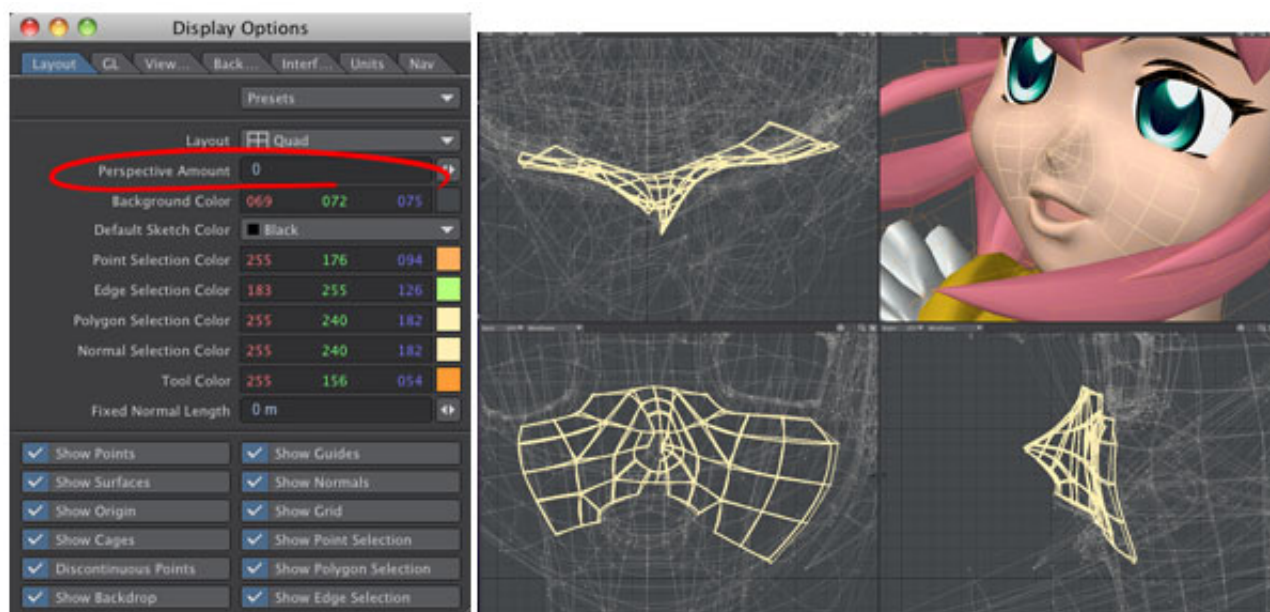 Display Options
Layout GL View... Back... Interf... Units Nav
Presets
Layout Quad
Perspective Amount 0
Background Color 069 072 075
Default Sketch Color Black
Point Selection Color 255 176 094
Edge Selection Color 183 255 126
Polygon Selection Color 255 240 182
Normal Selection Color 255 240 182
Tool Color 255 156 054
Fixed Normal Length 0 m
Show Points Show Guides
Show Surfaces Show Normals
Show Origin Show Grid
Show Cages Show Point Selection
Discontinuous Points Show Polygon Selection
Show Backdrop Show Edge Selection